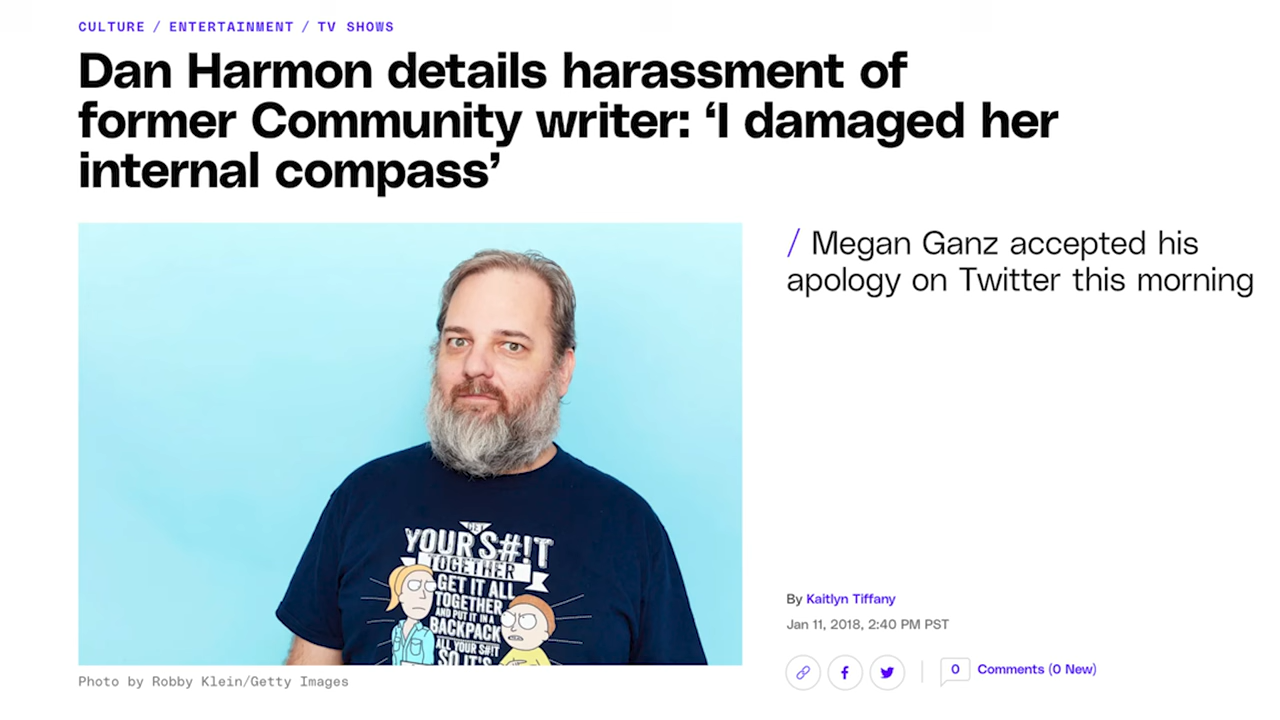 CULTURE / ENTERTAINMENT / TV SHOWS
Dan Harmon details harassment of
former Community writer: ‘I damaged her
internal compass’
/ Megan Ganz accepted his
apology on Twitter this morning
GET
YOUR S#!T
TOGETHER
GET IT ALL
TOGETHER
AND PUT IT IN A
BACKPACK
ALL YOUR S#!T
SO IT'S
By Kaitlyn Tiffany
Jan 11, 2018, 2:40 PM PST
0 Comments (0 New)
Photo by Robby Klein/Getty Images